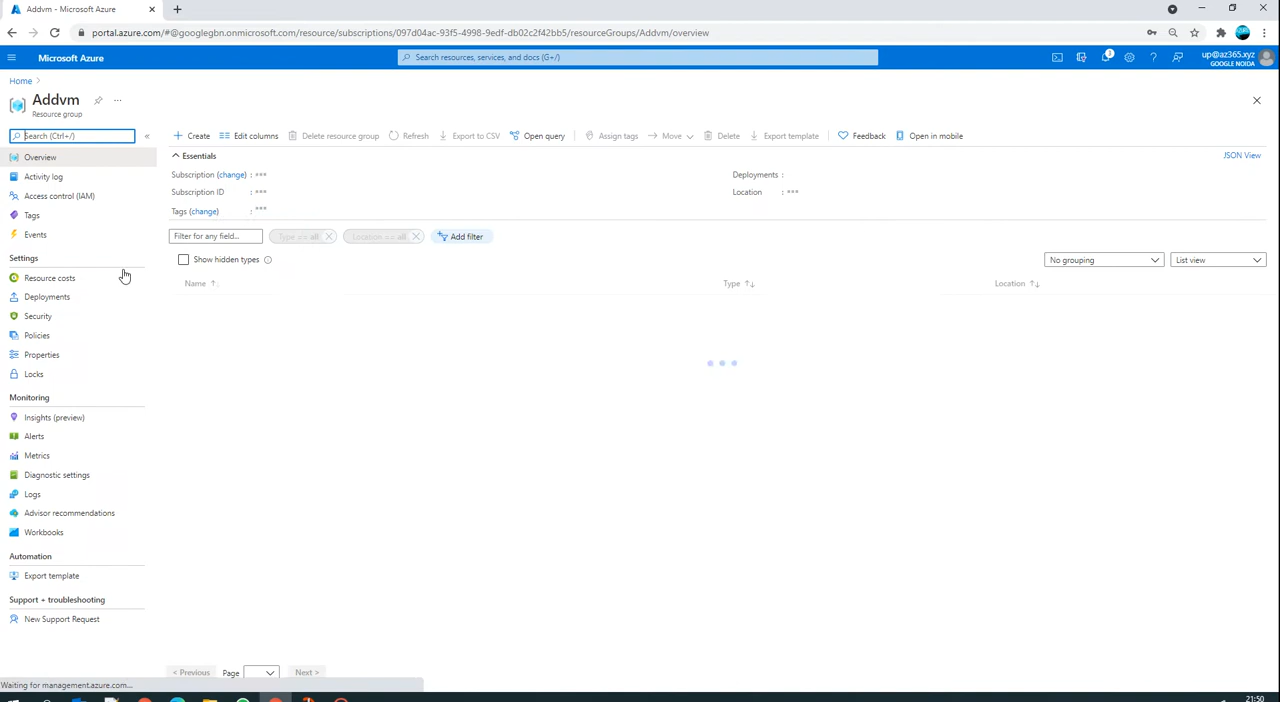 Addvm - Microsoft Azure
portal.azure.com/#@googlegbn.onmicrosoft.com/resource/subscriptions/097d04ac-93f5-4998-9edf-db02c2f42bb5/resourceGroups/Addvm/overview
Microsoft Azure
Search resources, services, and docs (G+/)
1
up@az365.xyz
GOOGLE NOIDA
Home >
Addvm
Resource group
Search (Ctrl+/)
Overview
Activity log
Access control (IAM)
Tags
Events
Settings
Resource costs
Deployments
Security
Policies
Properties
Locks
Monitoring
Insights (preview)
Alerts
Metrics
Diagnostic settings
Logs
Advisor recommendations
Workbooks
Automation
Export template
Support + troubleshooting
New Support Request
Create Edit columns Delete resource group Refresh Export to CSV Open query Assign tags Move Delete Export template Feedback Open in mobile
Essentials JSON View
Subscription (change) : *** Deployments :
Subscription ID : *** Location : ***
Tags (change) : ***
Filter for any field... Type == all Location == all Add filter
Show hidden types No grouping List view
Name ↑↓ Type ↑↓ Location ↑↓
< Previous Page Next >
Waiting for management.azure.com...
21:50